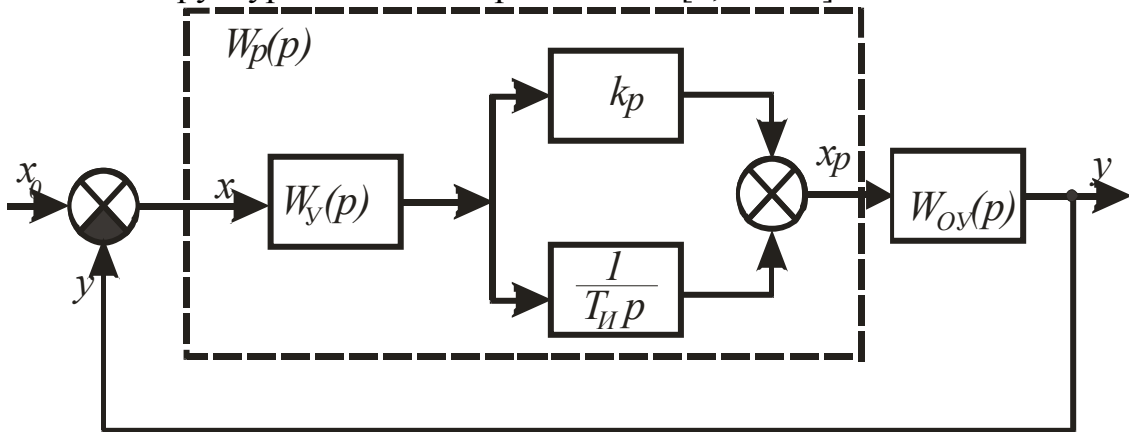 W_p(p)
k_p
x_0
x
W_У(p)
x_p
W_ОУ(p)
y
y
1
T_И p